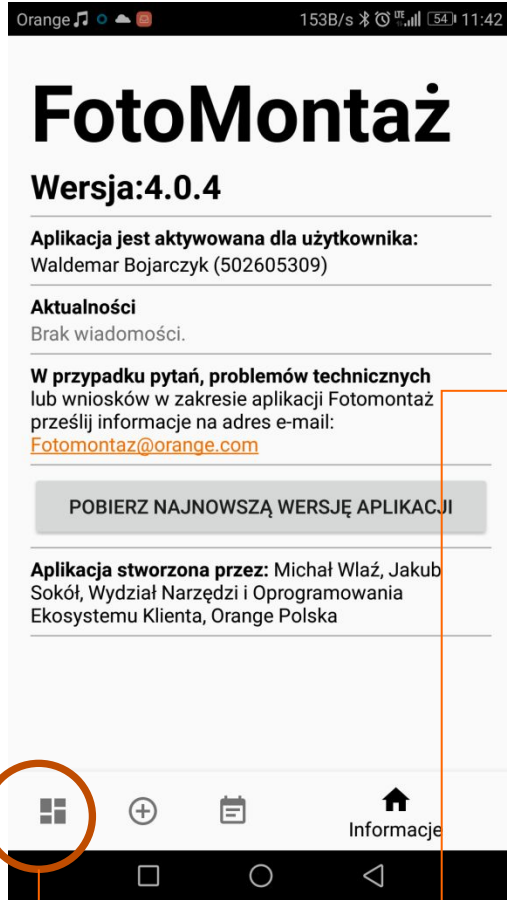 Orange 153B/s LTE 54 11:42
FotoMontaż
Wersja:4.0.4
Aplikacja jest aktywowana dla użytkownika:
Waldemar Bojarczyk (502605309)
Aktualności
Brak wiadomości.
W przypadku pytań, problemów technicznych
lub wniosków w zakresie aplikacji Fotomontaż
prześlij informacje na adres e-mail:
Fotomontaz@orange.com
POBIERZ NAJNOWSZĄ WERSJĘ APLIKACJI
Aplikacja stworzona przez: Michał Wlaź, Jakub
Sokół, Wydział Narzędzi i Oprogramowania
Ekosystemu Klienta, Orange Polska
Informacje